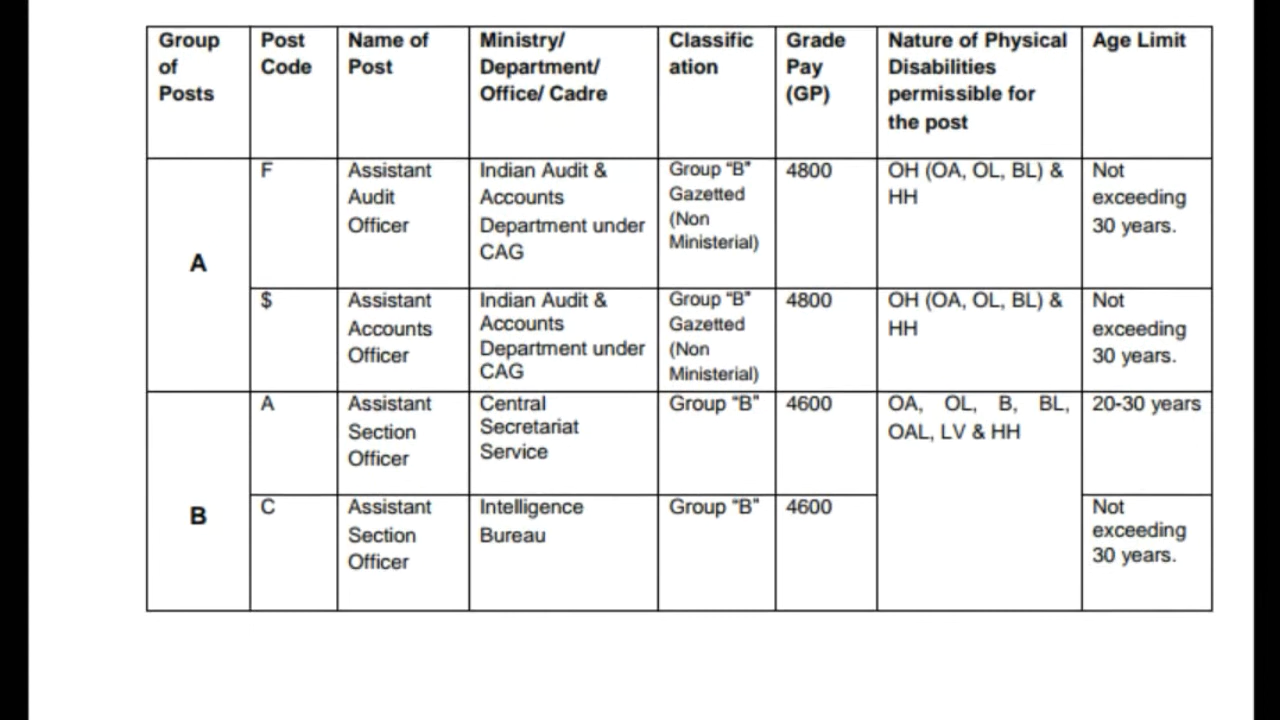 Group of Posts
Post Code
Name of Post
Ministry/ Department/ Office/ Cadre
Classific ation
Grade Pay (GP)
Nature of Physical Disabilities permissible for the post
Age Limit
A
F
Assistant Audit Officer
Indian Audit & Accounts Department under CAG
Group "B" Gazetted (Non Ministerial)
4800
OH (OA, OL, BL) & HH
Not exceeding 30 years.
$
Assistant Accounts Officer
Indian Audit & Accounts Department under CAG
Group "B" Gazetted (Non Ministerial)
4800
OH (OA, OL, BL) & HH
Not exceeding 30 years.
B
A
Assistant Section Officer
Central Secretariat Service
Group "B"
4600
OA, OL, B, BL, OAL, LV & HH
20-30 years
C
Assistant Section Officer
Intelligence Bureau
Group "B"
4600
Not exceeding 30 years.